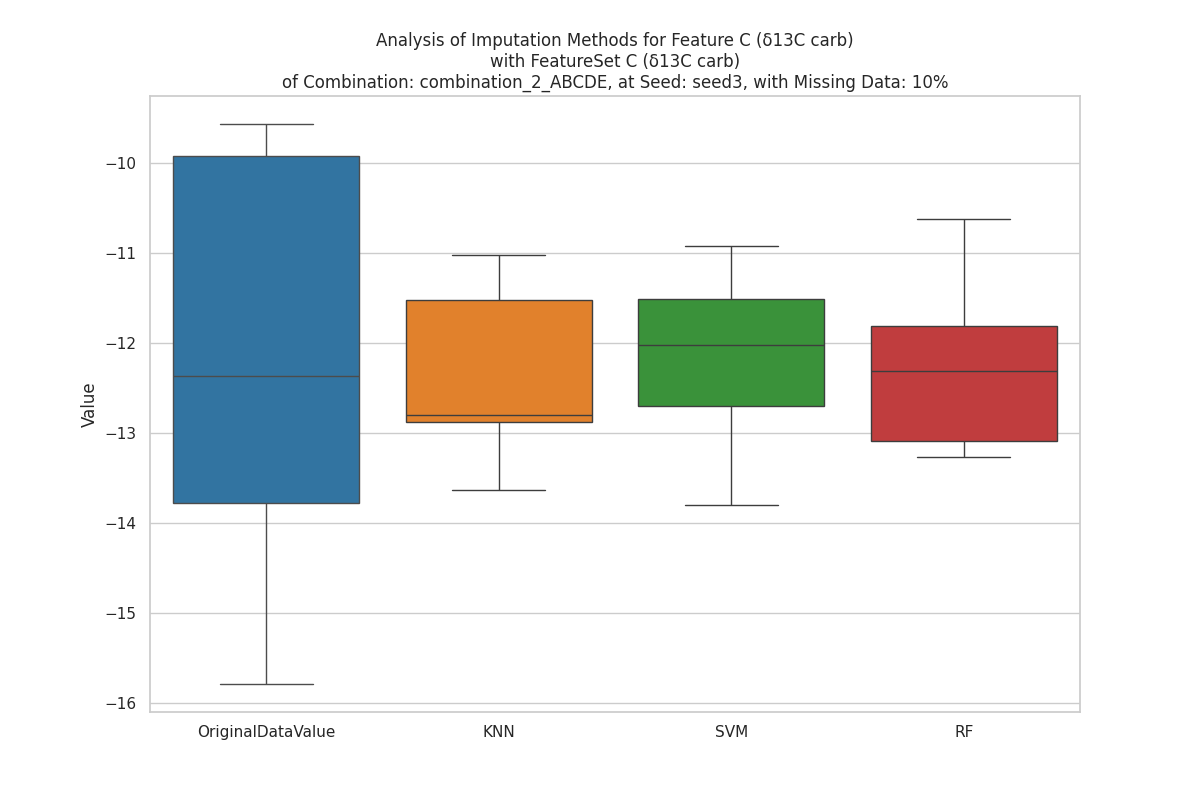 Analysis of Imputation Methods for Feature C (δ13C carb)
with FeatureSet C (δ13C carb)
of Combination: combination_2_ABCDE, at Seed: seed3, with Missing Data: 10%
Value
−10
−11
−12
−13
−14
−15
−16
OriginalDataValue
KNN
SVM
RF